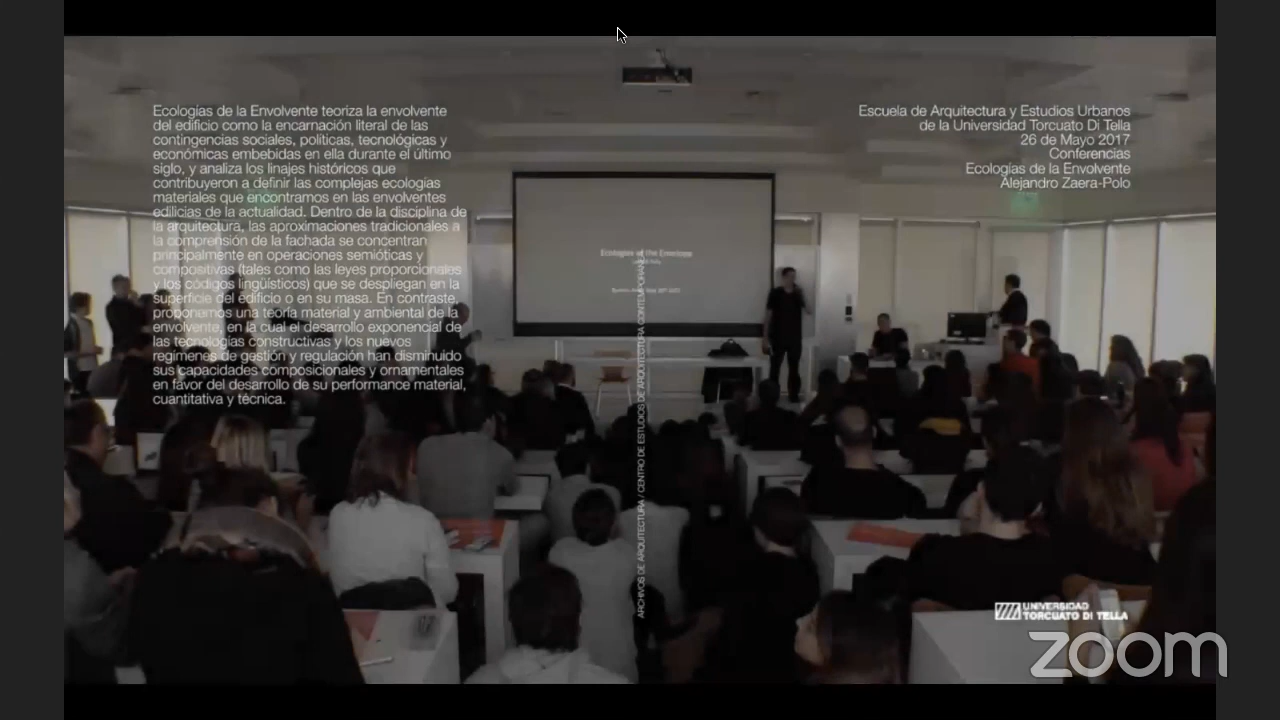 Ecologías de la Envolvente teoriza la envolvente
del edificio como la encarnación literal de las
contingencias sociales, políticas, tecnológicas y
económicas embebidas en ella durante el último
siglo, y analiza los linajes históricos que
contribuyeron a definir las complejas ecologías
materiales que encontramos en las envolventes
edilicias de la actualidad. Dentro de la disciplina de
la arquitectura, las aproximaciones tradicionales a
la comprensión de la fachada se concentran
principalmente en operaciones semióticas y
compositivas (tales como las leyes proporcionales
y los códigos lingüísticos) que se despliegan en la
superficie del edificio o en su masa. En contraste,
proponemos una teoría material y ambiental de la
envolvente, en la cual el desarrollo exponencial de
las tecnologías constructivas y los nuevos
regímenes de gestión y regulación han disminuido
sus capacidades composicionales y ornamentales
en favor del desarrollo de su performance material,
cuantitativa y técnica.
Escuela de Arquitectura y Estudios Urbanos
de la Universidad Torcuato Di Tella
26 de Mayo 2017
Conferencias
Ecologías de la Envolvente
Alejandro Zaera-Polo
Ecologies of the Envelope
ARCHIVOS DE ARQUITECTURA / CENTRO DE ESTUDIOS DE ARQUITECTURA CONTEMPORÁNEA
UNIVERSIDAD
TORCUATO DI TELLA
zoom